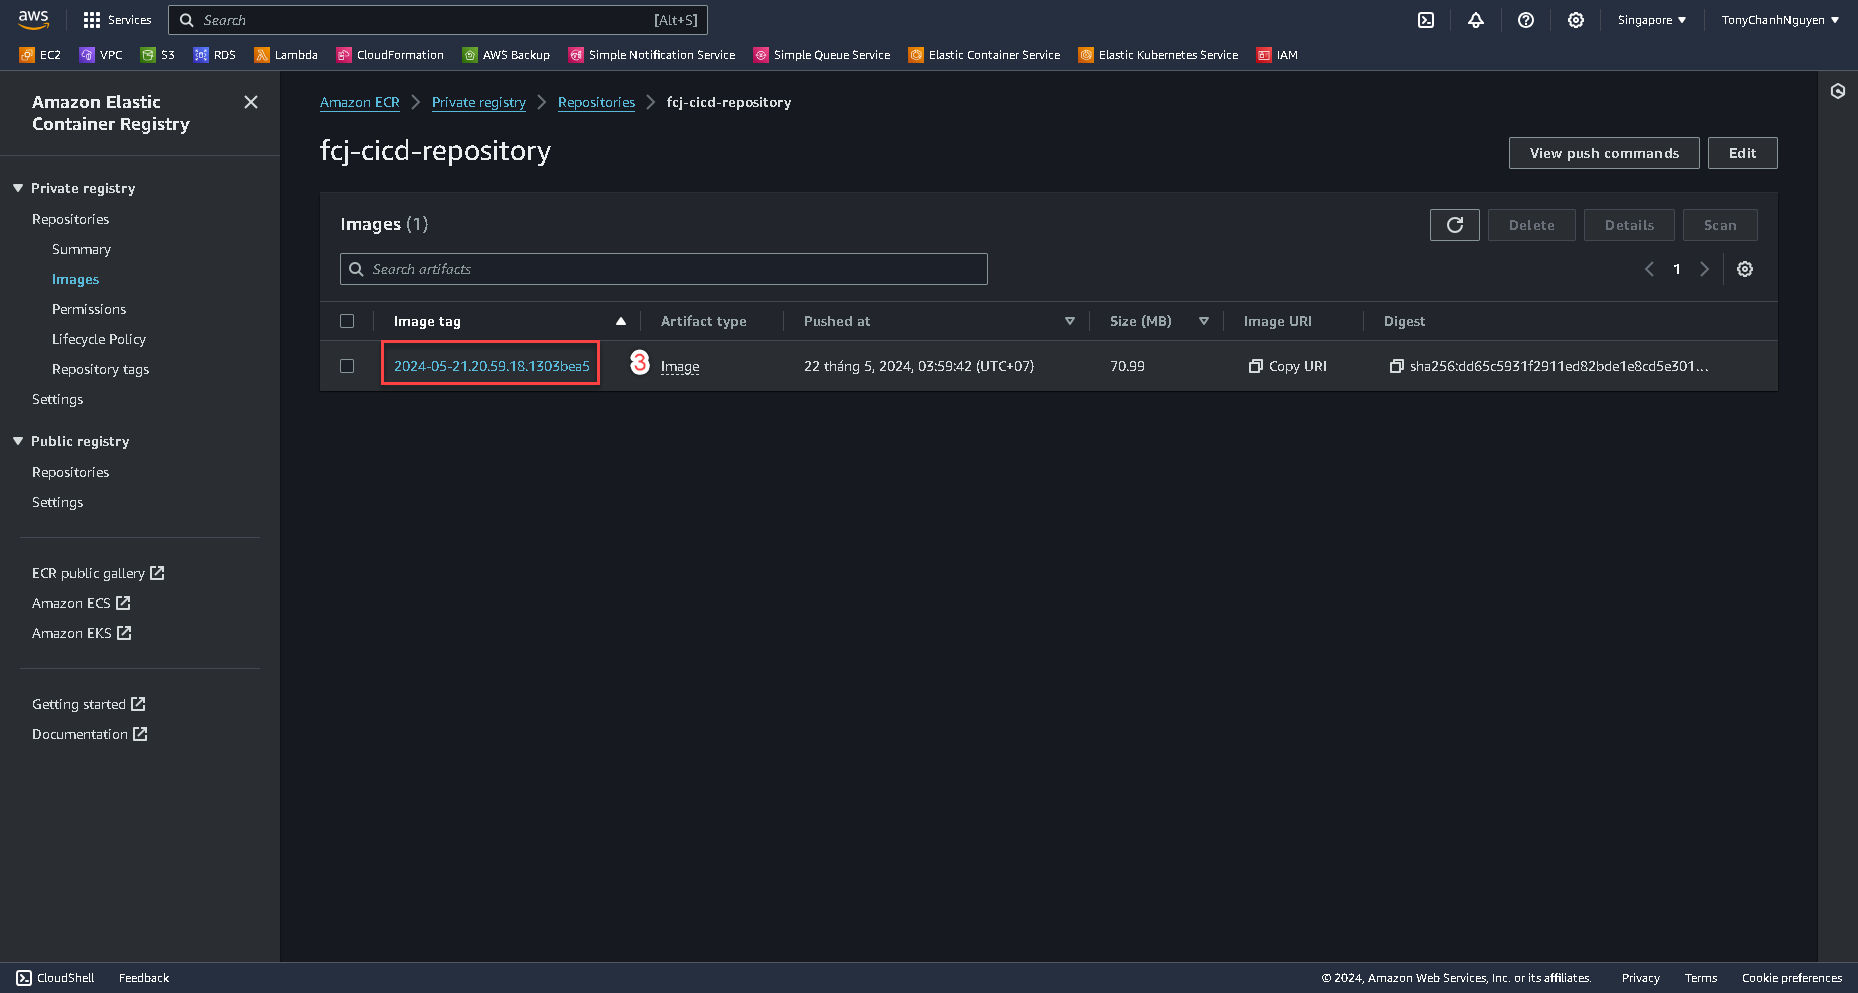 aws
Services
Search [Alt+S]
Singapore
TonyChanhNguyen
EC2 VPC S3 RDS Lambda CloudFormation AWS Backup Simple Notification Service Simple Queue Service Elastic Container Service Elastic Kubernetes Service IAM
Amazon Elastic
Container Registry
Private registry
Repositories
Summary
Images
Permissions
Lifecycle Policy
Repository tags
Settings
Public registry
Repositories
Settings
ECR public gallery
Amazon ECS
Amazon EKS
Getting started
Documentation
Amazon ECR Private registry Repositories fcj-cicd-repository
fcj-cicd-repository
View push commands Edit
Images (1)
Delete Details Scan
Search artifacts
1
Image tag Artifact type Pushed at Size (MB) Image URI Digest
2024-05-21.20.59.18.1303bea5 3 Image 22 tháng 5, 2024, 03:59:42 (UTC+07) 70.99 Copy URI sha256:dd65c5931f2911ed82bde1e8cd5e301...
CloudShell Feedback © 2024, Amazon Web Services, Inc. or its affiliates. Privacy Terms Cookie preferences